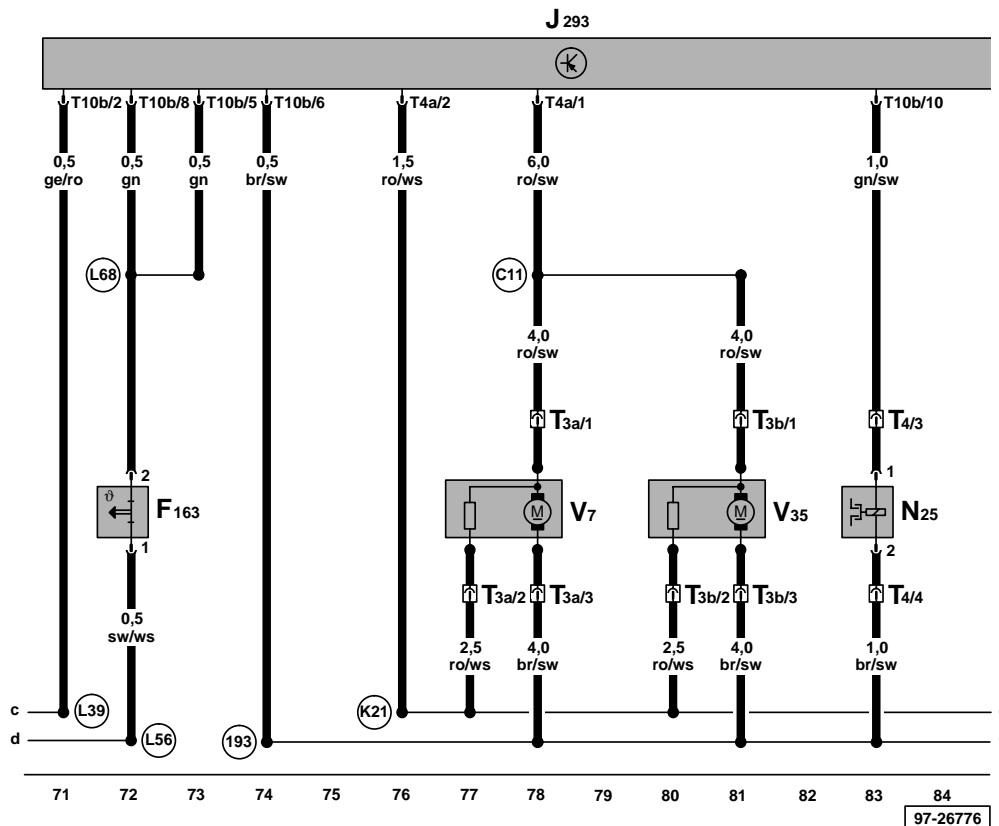 J293
T10b/2 T10b/8 T10b/5 T10b/6 T4a/2 T4a/1 T10b/10
0,5 0,5 0,5 0,5 1,5 6,0 1,0
ge/ro gn gn br/sw ro/ws ro/sw gn/sw
L68 C11
4,0 4,0
ro/sw ro/sw
T3a/1 T3b/1 T4/3
2 1
ϑ F163 M V7 M V35 N25
1 2
T3a/2 T3a/3 T3b/2 T3b/3 T4/4
0,5
sw/ws
2,5 4,0 2,5 4,0 1,0
ro/ws br/sw ro/ws br/sw br/sw
c L39 K21
d L56 193
71 72 73 74 75 76 77 78 79 80 81 82 83 84
97-26776